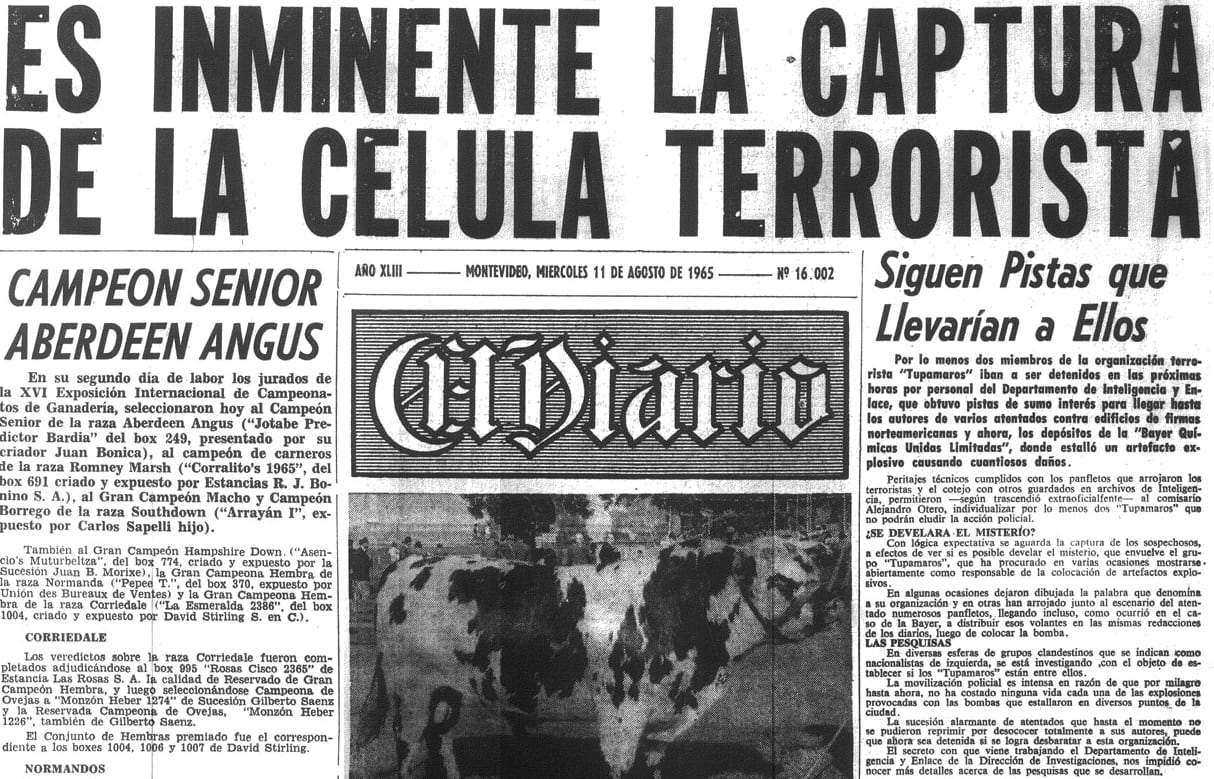 ES INMINENTE LA CAPTURA
DE LA CELULA TERRORISTA
CAMPEON SENIOR
ABERDEEN ANGUS
En su segundo día de labor los jurados de
la XVI Exposición Internacional de Campeona-
tos de Ganadería, seleccionaron hoy al Campeón
Senior de la raza Aberdeen Angus ("Jotabe Pre-
dictor Bardia" del box 249, presentado por su
criador Juan Bonica), al campeón de carneros
de la raza Romney Marsh ("Corralito's 1965", del
box 691 criado y expuesto por Estancias R. J. Bo-
nino S. A.), al Gran Campeón Macho y Campeón
Borrego de la raza Southdown ("Arrayán I", ex-
puesto por Carlos Sapelli hijo).
También al Gran Campeón Hampshire Down. ("Asen-
cio's Muturbeltza", del box 774, criado y expuesto por la
Sucesión Juan B. Morixe), la Gran Campeona Hembra de
la raza Normanda ("Pepee T.", del box 370, expuesto por
Unión des Bureaux de Ventes) y la Gran Campeona Hem-
bra de la raza Corriedale ("La Esmeralda 2386", del box
1004, criado y expuesto por David Stirling S. en C.).
CORRIEDALE
Los veredictos sobre la raza Corriedale fueron com-
pletados adjudicándose al box 995 "Rosas Cisco 2365" de
Estancia Las Rosas S. A. la calidad de Reservado de Gran
Campeón Hembra, y luego seleccionándose Campeona de
Ovejas a "Monzón Heber 1274" de Sucesión Gilberto Saenz
y la Reservada Campeona de Ovejas, "Monzón Heber
1226", también de Gilberto Saenz.
El Conjunto de Hembras premiado fue el correspon-
diente a los boxes 1004, 1006 y 1007 de David Stirling.
NORMANDOS
AÑO XLIII — MONTEVIDEO, MIERCOLES 11 DE AGOSTO DE 1965 — Nº 16.002
El Diario
Siguen Pistas que
Llevarían a Ellos
Por lo menos dos miembros de la organización terro-
rista "Tupamaros" iban a ser detenidos en las próximas
horas por personal del Departamento de Inteligencia y En-
lace, que obtuvo pistas de sumo interés para llegar hasta
los autores de varios atentados contra edificios de firmas
norteamericanas y ahora, los depósitos de la "Bayer Quí-
micas Unidas Limitadas", donde estalló un artefacto ex-
plosivo causando cuantiosos daños.
Peritajes técnicos cumplidos con los panfletos que arrojaron los
terroristas y el cotejo con otros guardados en archivos de Inteligen-
cia, permitieron —según trascendió extraoficialfente— al comisario
Alejandro Otero, individualizar por lo menos dos "Tupamaros" que
no podrán eludir la acción policial.
¿SE DEVELARA EL MISTERIO?
Con lógica expectativa se aguarda la captura de los sospechosos,
a efectos de ver si es posible develar el misterio, que envuelve el gru-
po "Tupamaros", que ha procurado en varias ocasiones mostrarse
abiertamente como responsable de la colocación de artefactos explo-
sivos.
En algunas ocasiones dejaron dibujada la palabra que denomina
a su organización y en otras han arrojado junto al escenario del aten-
tado numerosos panfletos, llegando incluso, como ocurrió en el ca-
so de la Bayer, a distribuir esos volantes en las mismas redacciones
de los diarios, luego de colocar la bomba.
LAS PESQUISAS
En diversas esferas de grupos clandestinos que se indican como
nacionalistas de izquierda, se está investigando ,con el objeto de es-
tablecer si los "Tupamaros" están entre ellos.
La movilización policial es intensa en razón de que por milagro
hasta ahora, no ha costado ninguna vida cada una de las explosiones
provocadas con las bombas que estallaron en diversos puntos de la
ciudad.
La sucesión alarmante de atentados que hasta el momento no
se pudieron reprimir por desococer totalmente a sus autores, puede
que ahora sea detenida si se logra desbaratar a esta organización.
El secreto con que viene trabajando el Departamento de Inteli-
gencia y Enlace de la Dirección de Investigaciones, nos impidió co-
nocer más detalles acerca de las pesquisas que se desarrollan.